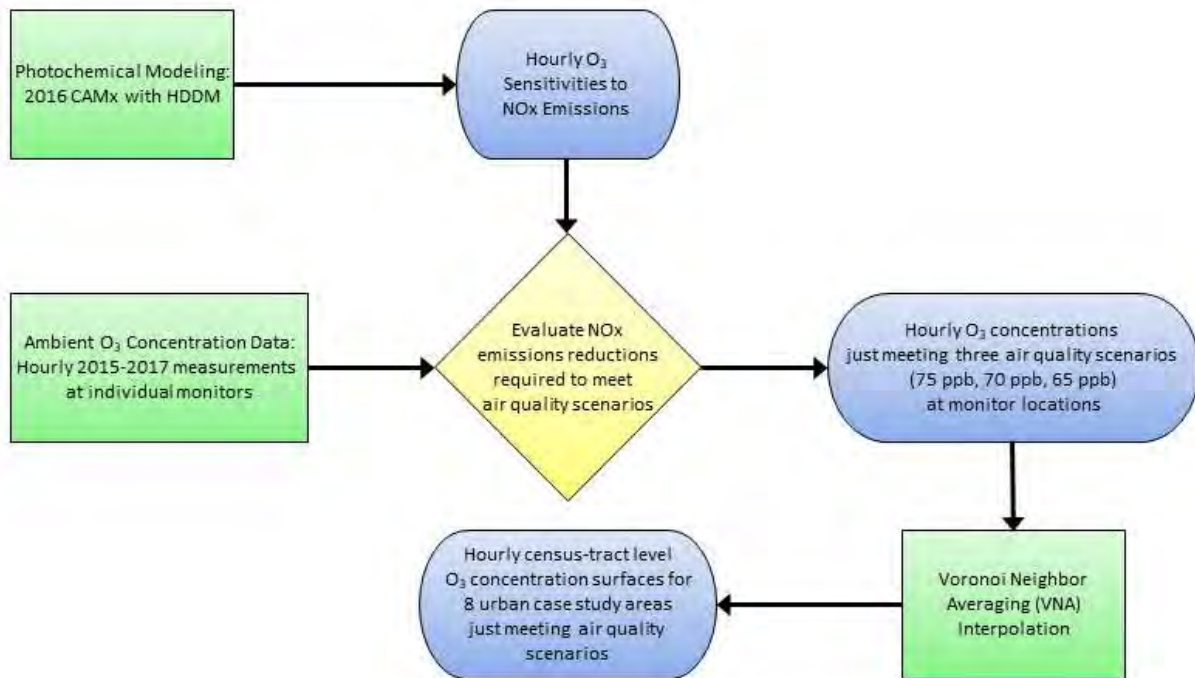 Photochemical Modeling:
2016 CAMx with HDDM
Hourly O₃
Sensitivities to
NOx Emissions
Ambient O₃ Concentration Data:
Hourly 2015-2017 measurements
at individual monitors
Evaluate NOx
emissions reductions
required to meet
air quality scenarios
Hourly O₃ concentrations
just meeting three air quality scenarios
(75 ppb, 70 ppb, 65 ppb)
at monitor locations
Hourly census-tract level
O₃ concentration surfaces for
8 urban case study areas
just meeting air quality
scenarios
Voronoi Neighbor
Averaging (VNA)
Interpolation